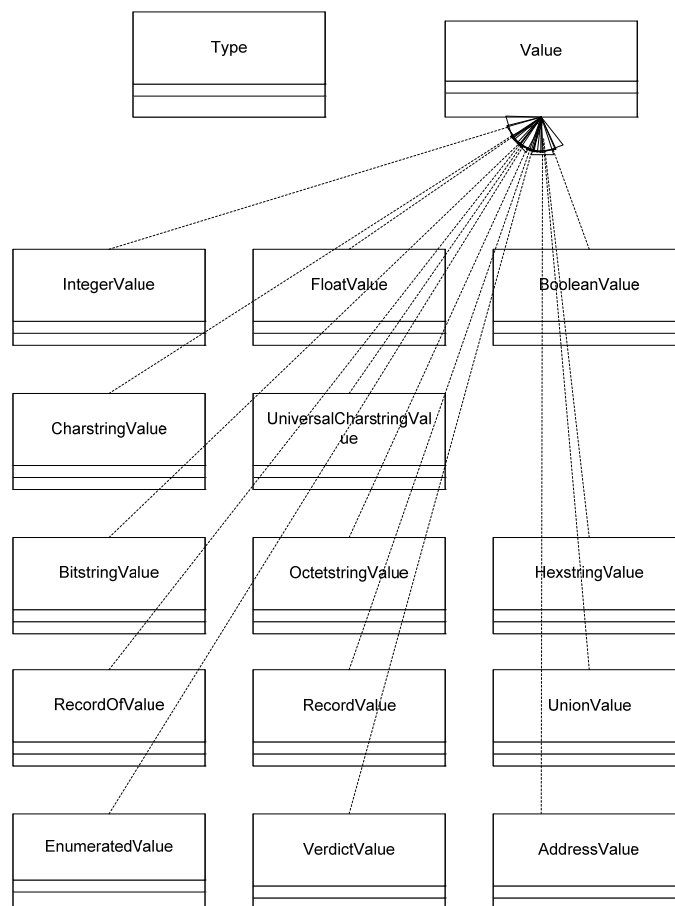 Type
Value
IntegerValue
FloatValue
BooleanValue
CharstringValue
UniversalCharstringVal
ue
BitstringValue
OctetstringValue
HexstringValue
RecordOfValue
RecordValue
UnionValue
EnumeratedValue
VerdictValue
AddressValue